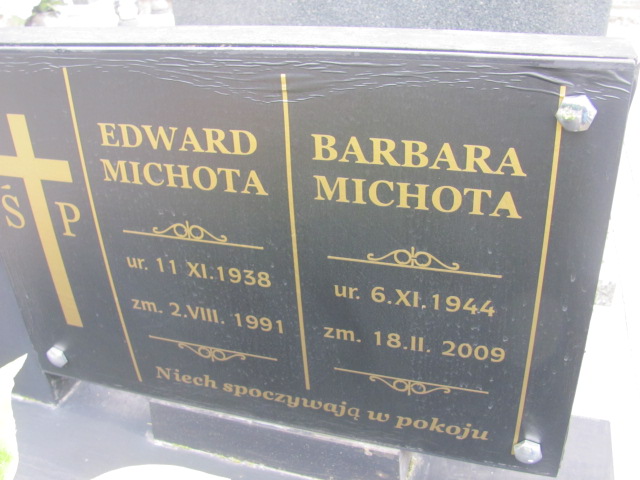 Ś P
EDWARD
MICHOTA
ur. 11 XI.1938
zm. 2.VIII. 1991
BARBARA
MICHOTA
ur. 6.XI.1944
zm. 18.II. 2009
Niech spoczywają w pokoju